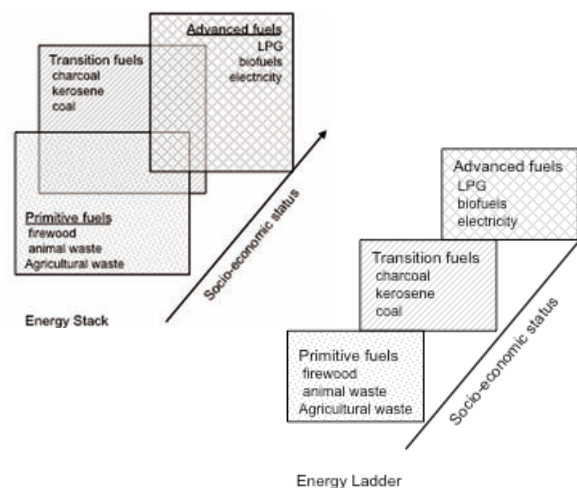 Advanced fuels
LPG
biofuels
electricity
Transition fuels
charcoal
kerosene
coal
Primitive fuels
firewood
animal waste
Agricultural waste
Socio-economic status
Energy Stack
Advanced fuels
LPG
biofuels
electricity
Transition fuels
charcoal
kerosene
coal
Primitive fuels
firewood
animal waste
Agricultural waste
Socio-economic status
Energy Ladder